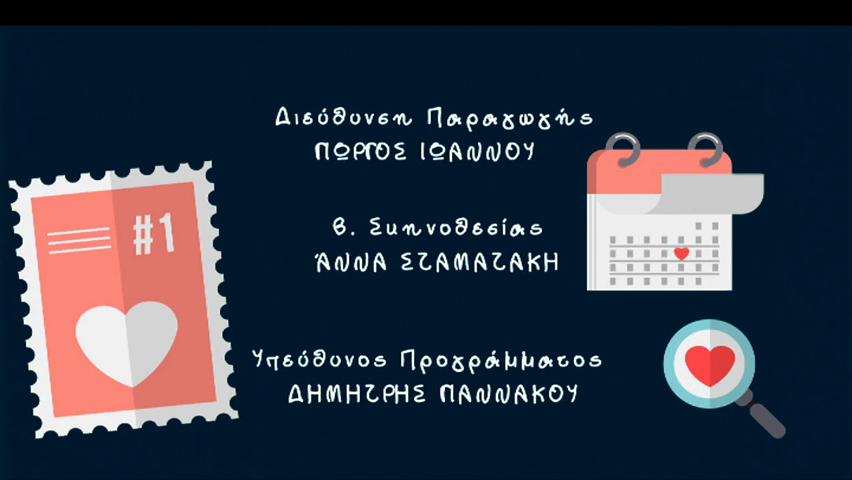 #1
Διεύθυνση Παραγωγής
ΓΙΩΡΓΟΣ ΙΩΑΝΝΟΥ
Β. Σκηνοθεσίας
ΆΝΝΑ ΣΤΑΜΑΤΑΚΗ
Υπεύθυνος Προγράμματος
ΔΗΜΗΤΡΗΣ ΓΙΑΝΝΑΚΟΥ